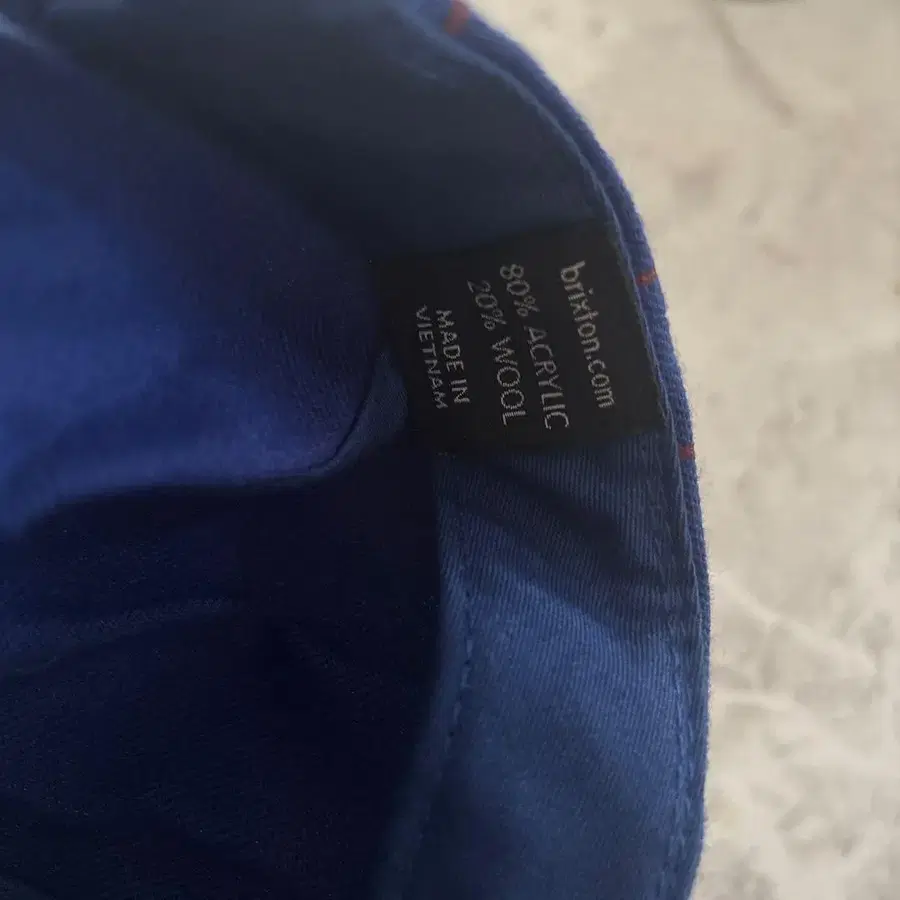 brixton.com
80% ACRYLIC
20% WOOL
MADE IN
VIETNAM